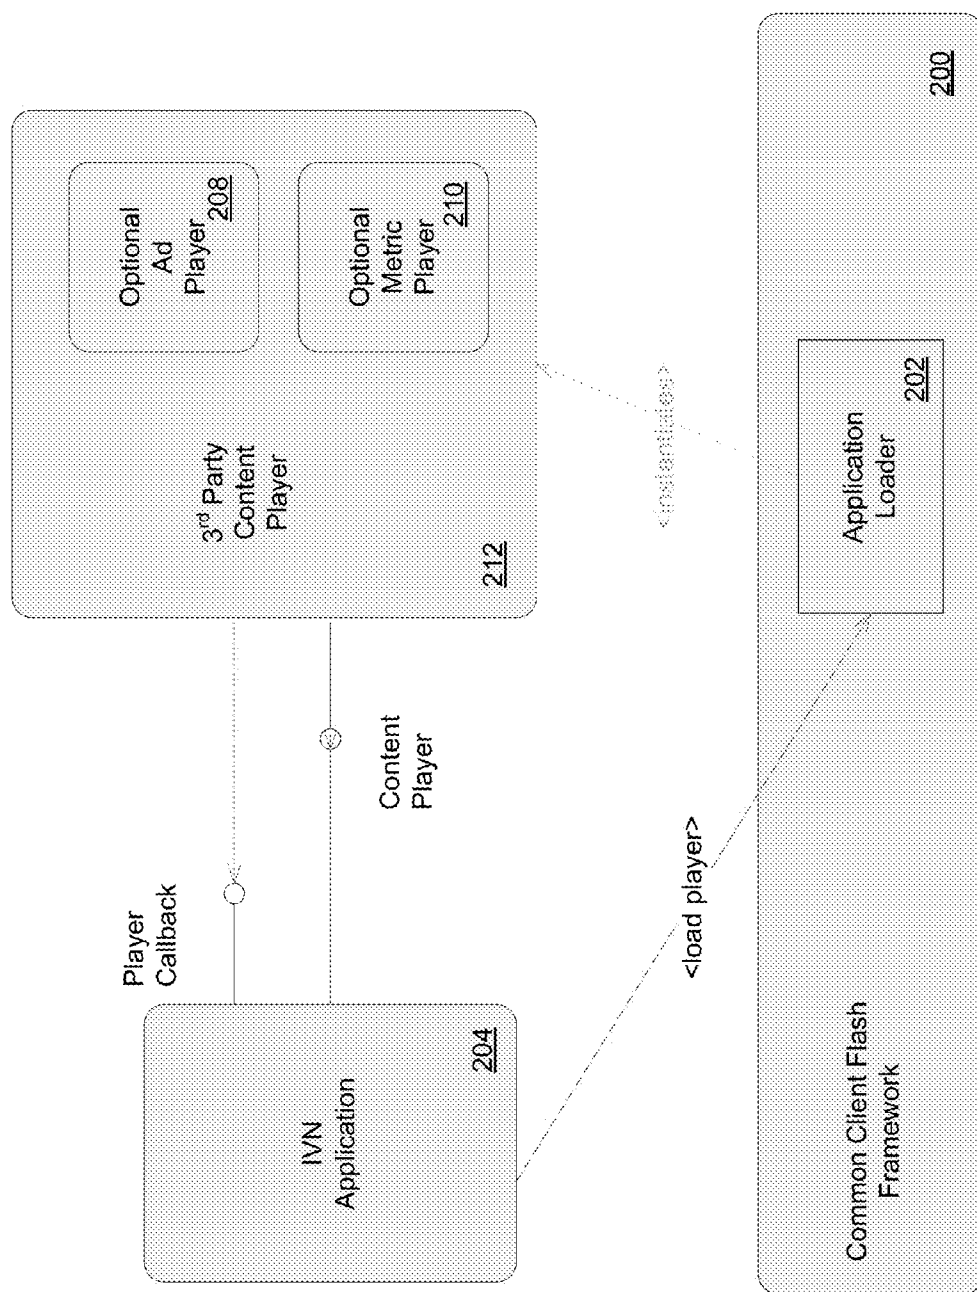 Player
Callback
IVN
Application
204
Content
Player
3rd Party
Content
Player
212
Optional
Ad
Player
208
Optional
Metric
Player
210
<load player>
<instantiates>
Common Client Flash
Framework
Application
Loader
202
200